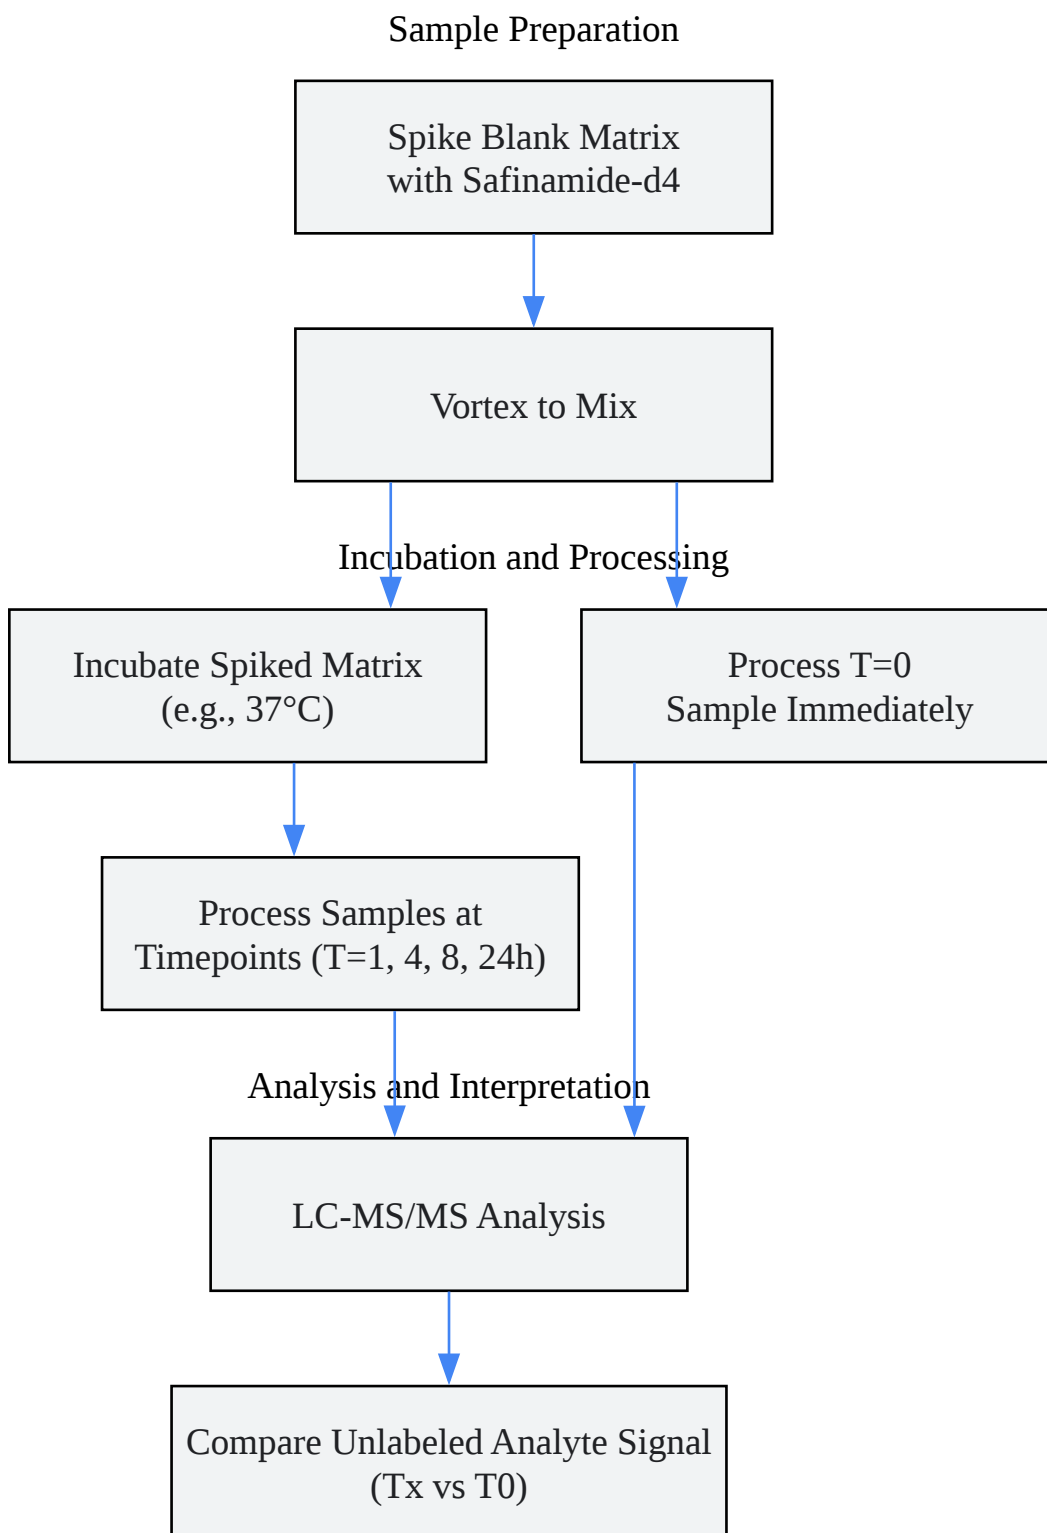 Sample Preparation
Spike Blank Matrix
with Safinamide-d4
Vortex to Mix
Incubation and Processing
Incubate Spiked Matrix
(e.g., 37°C)
Process T=0
Sample Immediately
Process Samples at
Timepoints (T=1, 4, 8, 24h)
Analysis and Interpretation
LC-MS/MS Analysis
Compare Unlabeled Analyte Signal
(Tx vs T0)